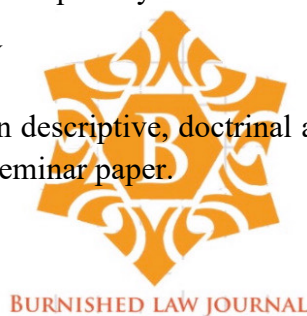 n descriptive, doctrinal a
eminar paper.
B
BURNISHED LAW JOURNAL